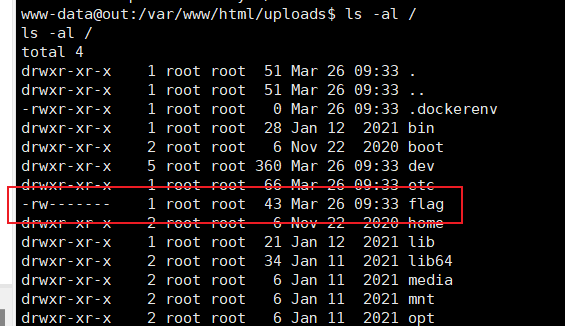 www-data@out:/var/www/html/uploads$ ls -al /
ls -al /
total 4
drwxr-xr-x    1 root root  51 Mar 26 09:33 .
drwxr-xr-x    1 root root  51 Mar 26 09:33 ..
-rwxr-xr-x    1 root root   0 Mar 26 09:33 .dockerenv
drwxr-xr-x    1 root root  28 Jan 12  2021 bin
drwxr-xr-x    2 root root   6 Nov 22  2020 boot
drwxr-xr-x    5 root root 360 Mar 26 09:33 dev
drwxr-xr-x    1 root root  66 Mar 26 09:33 etc
-rw-------    1 root root  43 Mar 26 09:33 flag
drwxr-xr-x    2 root root   6 Nov 22  2020 home
drwxr-xr-x    1 root root  21 Jan 12  2021 lib
drwxr-xr-x    2 root root  34 Jan 11  2021 lib64
drwxr-xr-x    2 root root   6 Jan 11  2021 media
drwxr-xr-x    2 root root   6 Jan 11  2021 mnt
drwxr-xr-x    2 root root   6 Jan 11  2021 opt